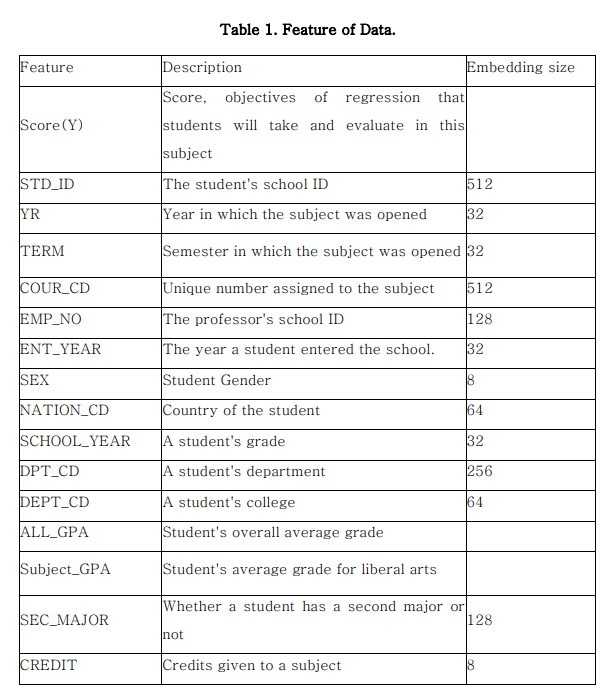 Table 1. Feature of Data.
Feature Description Embedding size
Score(Y) Score, objectives of regression that
students will take and evaluate in this
subject
STD_ID The student's school ID 512
YR Year in which the subject was opened 32
TERM Semester in which the subject was opened 32
COUR_CD Unique number assigned to the subject 512
EMP_NO The professor's school ID 128
ENT_YEAR The year a student entered the school. 32
SEX Student Gender 8
NATION_CD Country of the student 64
SCHOOL_YEAR A student's grade 32
DPT_CD A student's department 256
DEPT_CD A student's college 64
ALL_GPA Student's overall average grade
Subject_GPA Student's average grade for liberal arts
SEC_MAJOR Whether a student has a second major or
not 128
CREDIT Credits given to a subject 8